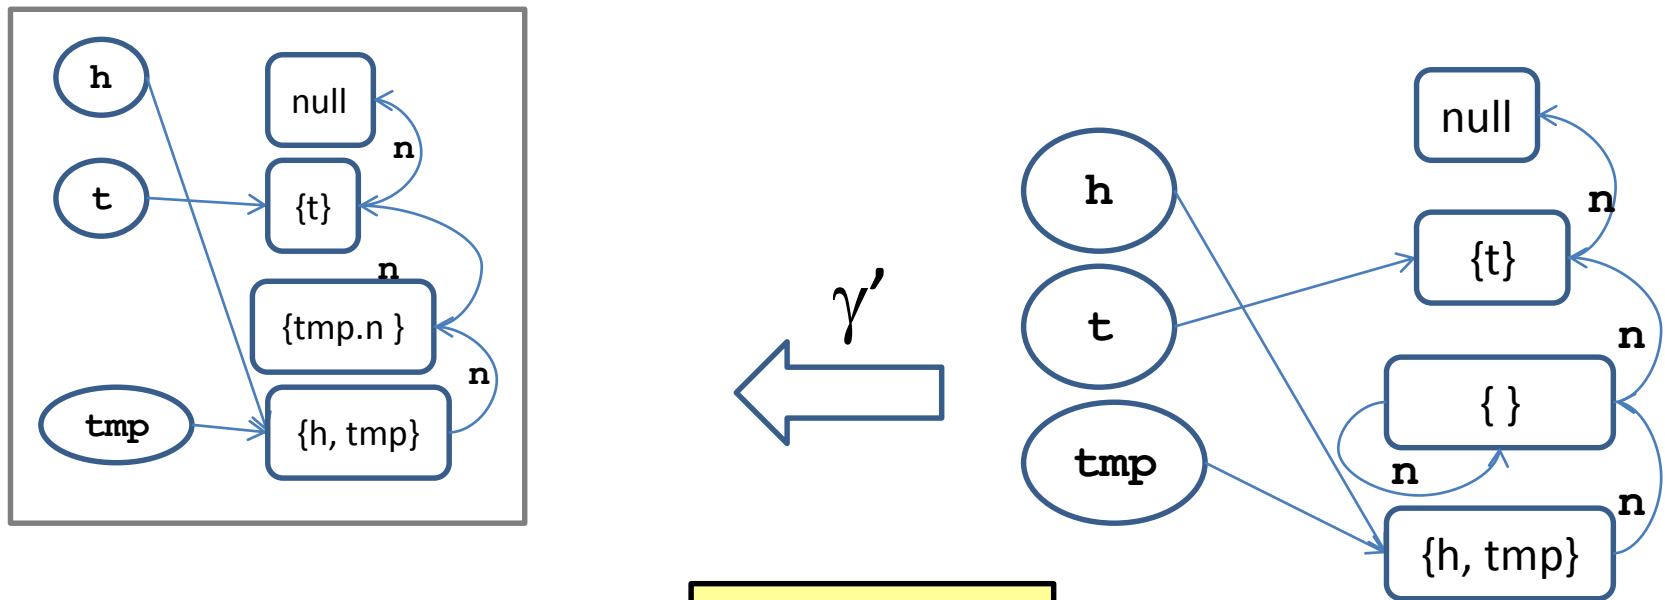 h
null
n
t
{t}
n
{tmp.n }
n
tmp
{h, tmp}
γ′
null
h
n
{t}
t
n
{ }
tmp
n
n
{h, tmp}